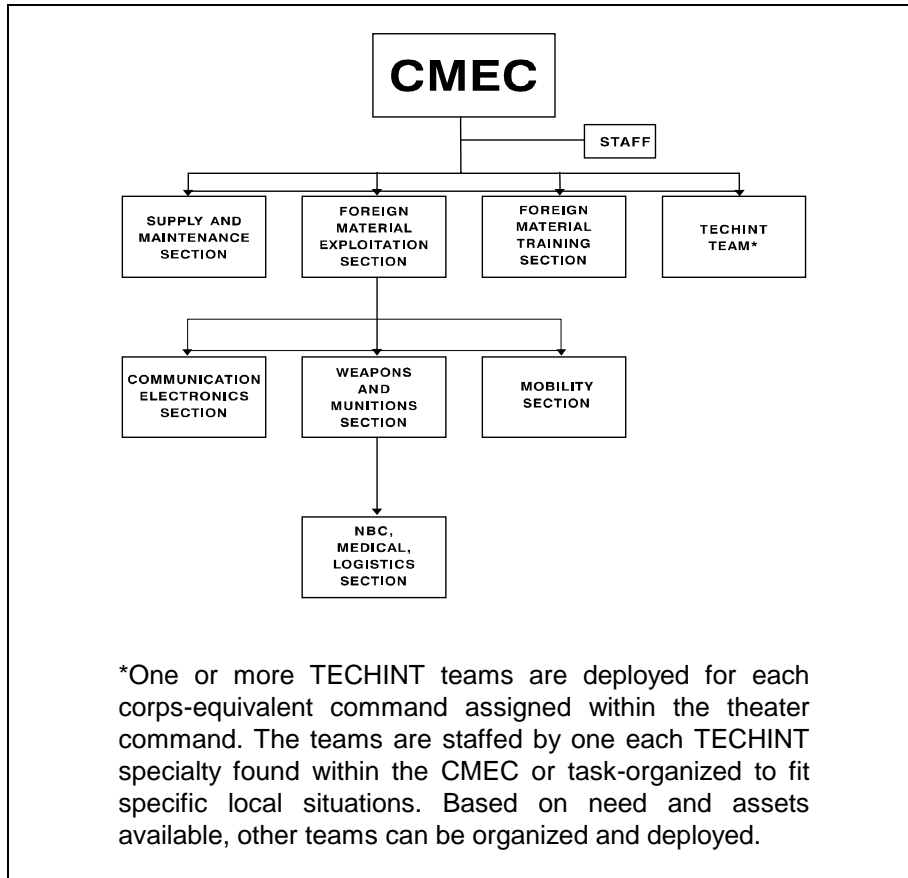 CMEC
STAFF
SUPPLY AND
MAINTENANCE
SECTION
FOREIGN
MATERIAL
EXPLOITATION
SECTION
FOREIGN
MATERIAL
TRAINING
SECTION
TECHINT
TEAM*
COMMUNICATION
ELECTRONICS
SECTION
WEAPONS
AND
MUNITIONS
SECTION
MOBILITY
SECTION
NBC,
MEDICAL,
LOGISTICS
SECTION
*One or more TECHINT teams are deployed for each
corps-equivalent command assigned within the theater
command. The teams are staffed by one each TECHINT
specialty found within the CMEC or task-organized to fit
specific local situations. Based on need and assets
available, other teams can be organized and deployed.